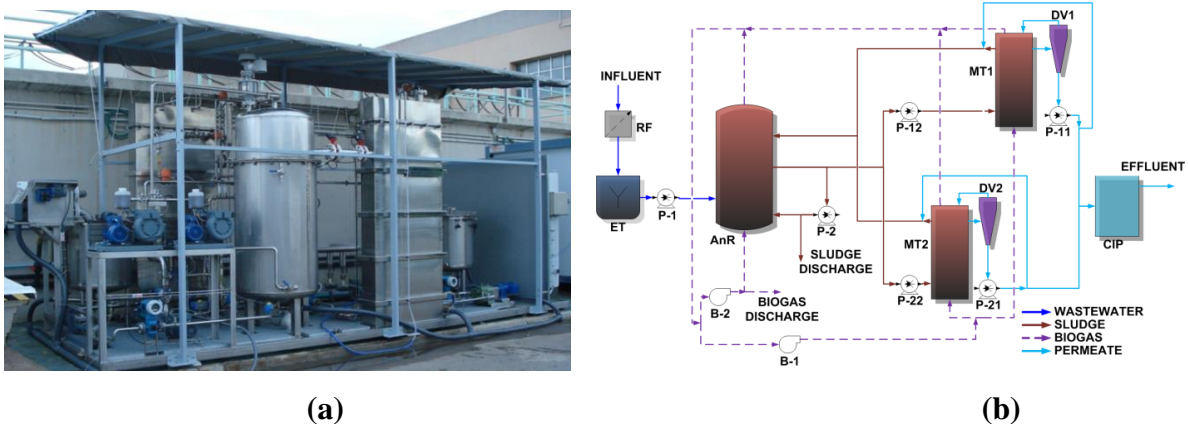 DV1
INFLUENT
MT1
RF
P-12
P-11
EFFLUENT
DV2
P-1
ET
P-2
AnR
MT2
CIP
SLUDGE
DISCHARGE
P-22
P-21
B-2
BIOGAS
DISCHARGE
WASTEWATER
SLUDGE
BIOGAS
PERMEATE
B-1
(a)
(b)